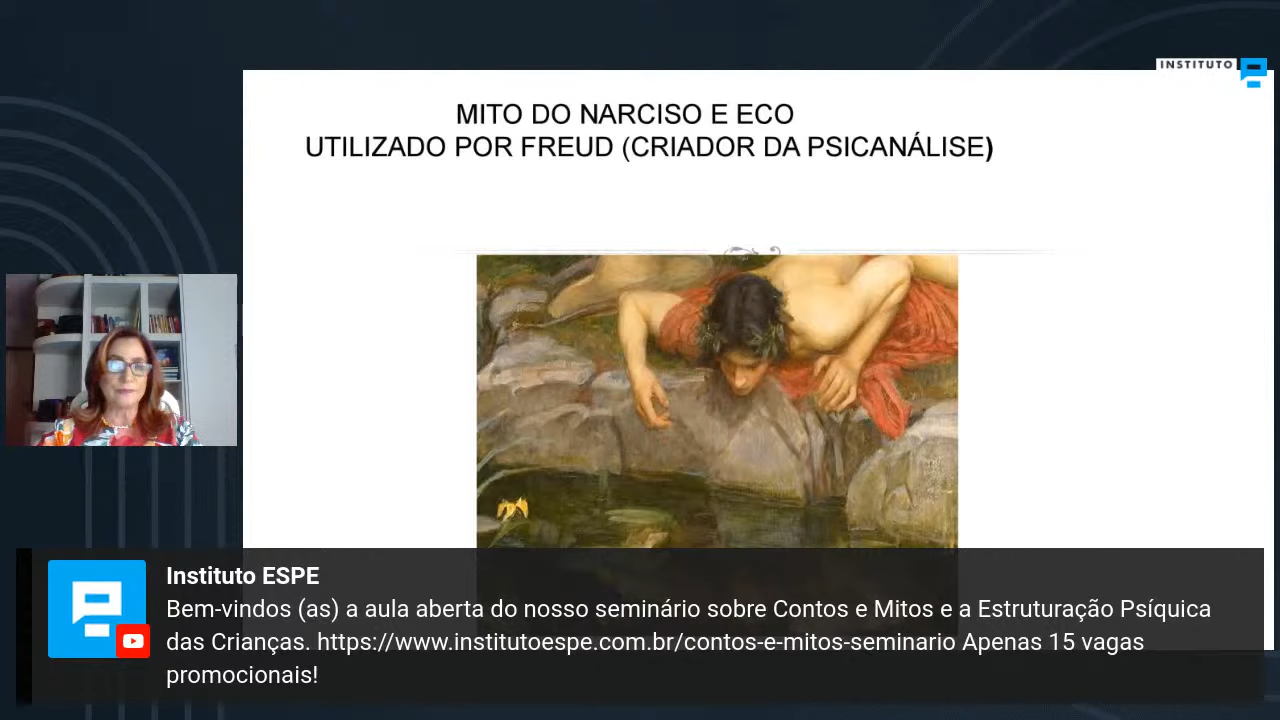 INSTITUTO
MITO DO NARCISO E ECO
UTILIZADO POR FREUD (CRIADOR DA PSICANÁLISE)
Instituto ESPE
Bem-vindos (as) a aula aberta do nosso seminário sobre Contos e Mitos e a Estruturação Psíquica
das Crianças. https://www.institutoespe.com.br/contos-e-mitos-seminario Apenas 15 vagas
promocionais!